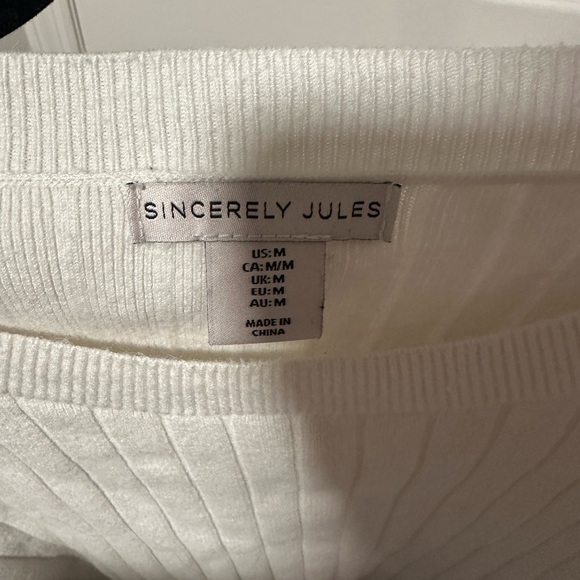 SINCERELY JULES
US: M
CA: M/M
UK: M
EU: M
AU: M
MADE IN
CHINA